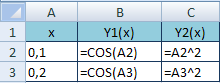 A B C
1 x Y1(x) Y2(x)
2 0,1 =COS(A2) =A2^2
3 0,2 =COS(A3) =A3^2